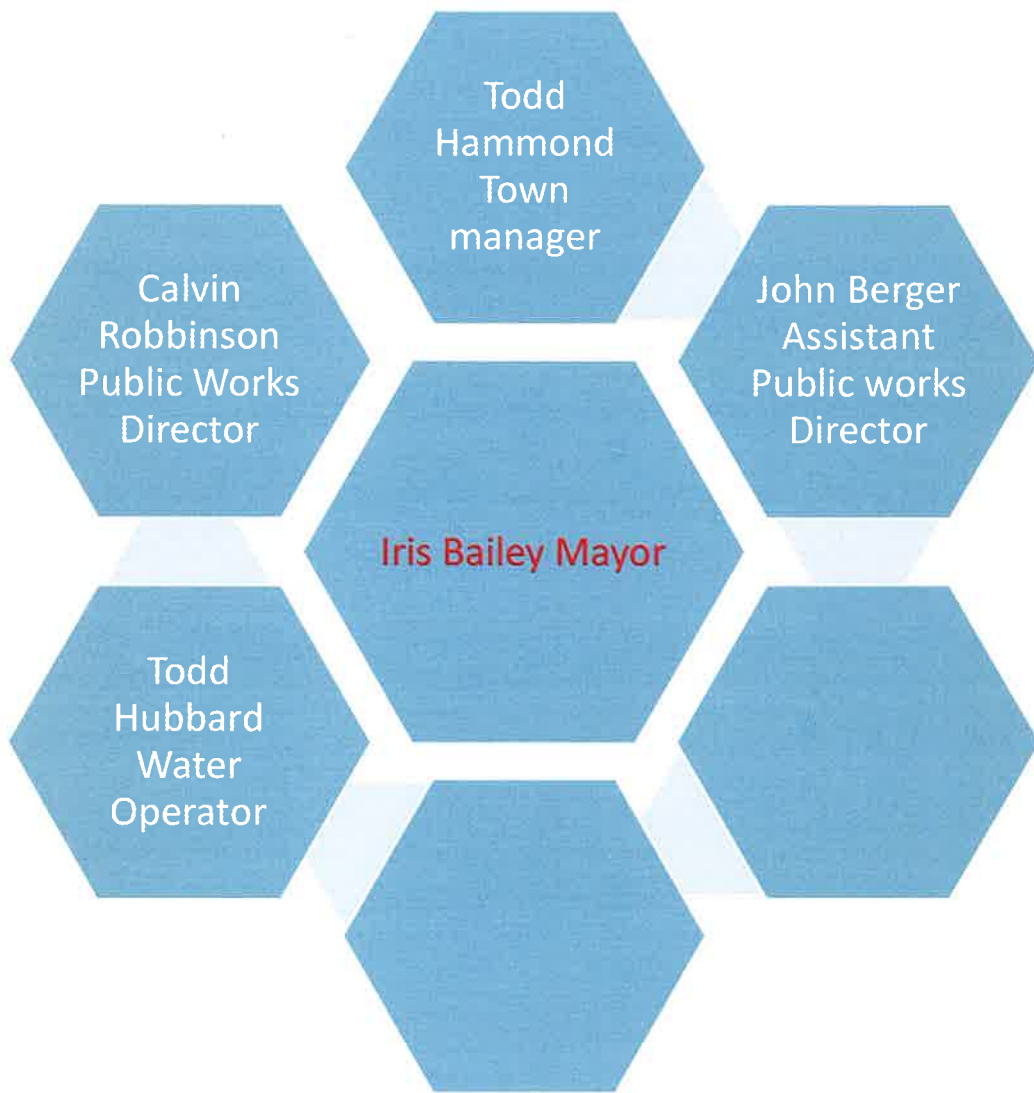 Todd
Hammond
Town
manager
Calvin
Robbinson
Public Works
Director
John Berger
Assistant
Public works
Director
Iris Bailey Mayor
Todd
Hubbard
Water
Operator